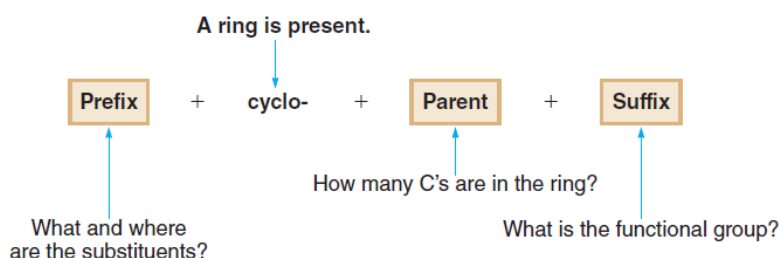 A ring is present.
Prefix + cyclo- + Parent + Suffix
How many C's are in the ring?
What and where
are the substituents?
What is the functional group?